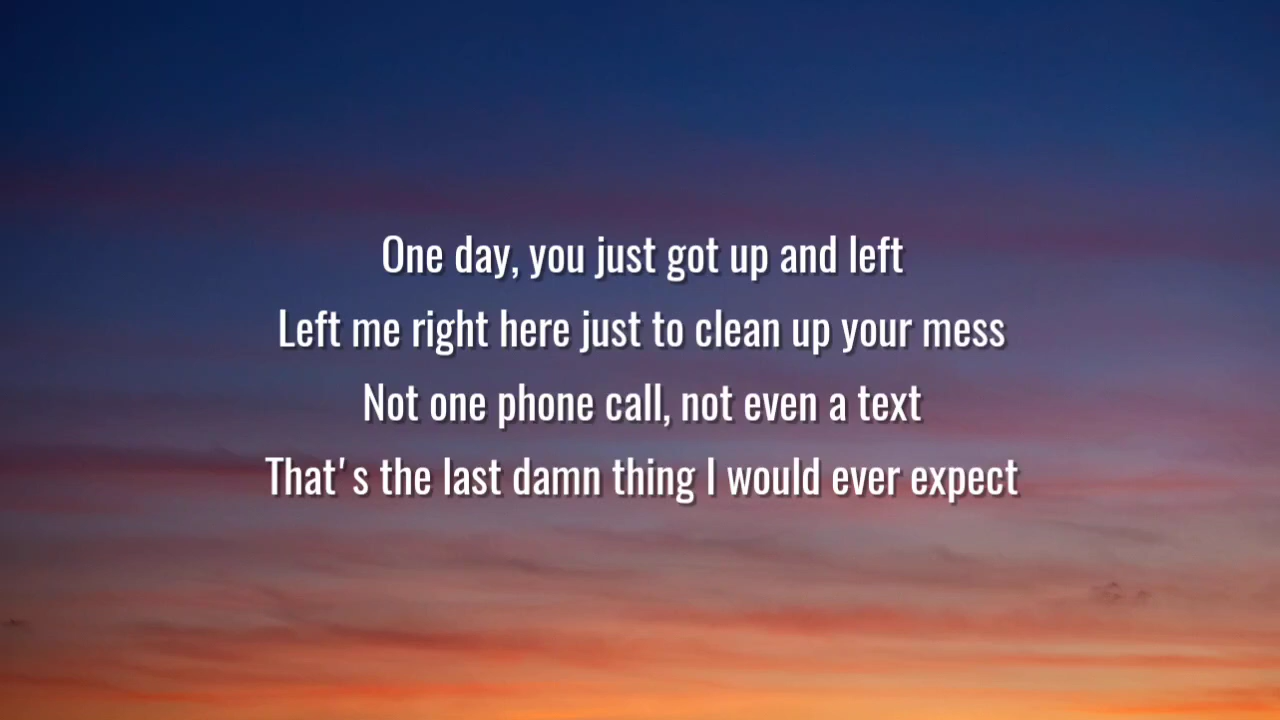 One day, you just got up and left
Left me right here just to clean up your mess
Not one phone call, not even a text
That's the last damn thing I would ever expect